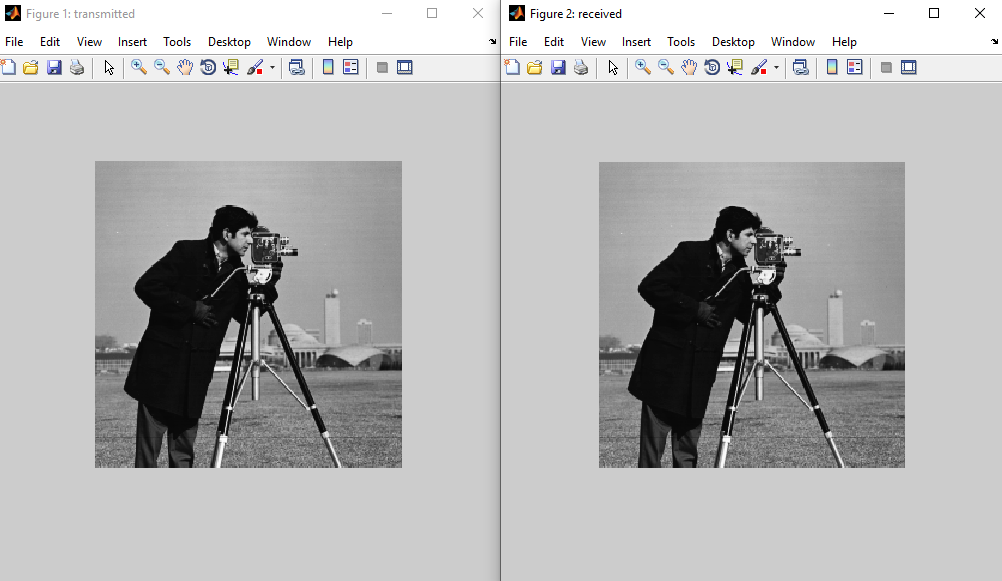 Figure 1: transmitted
File Edit View Insert Tools Desktop Window Help
Figure 2: received
File Edit View Insert Tools Desktop Window Help